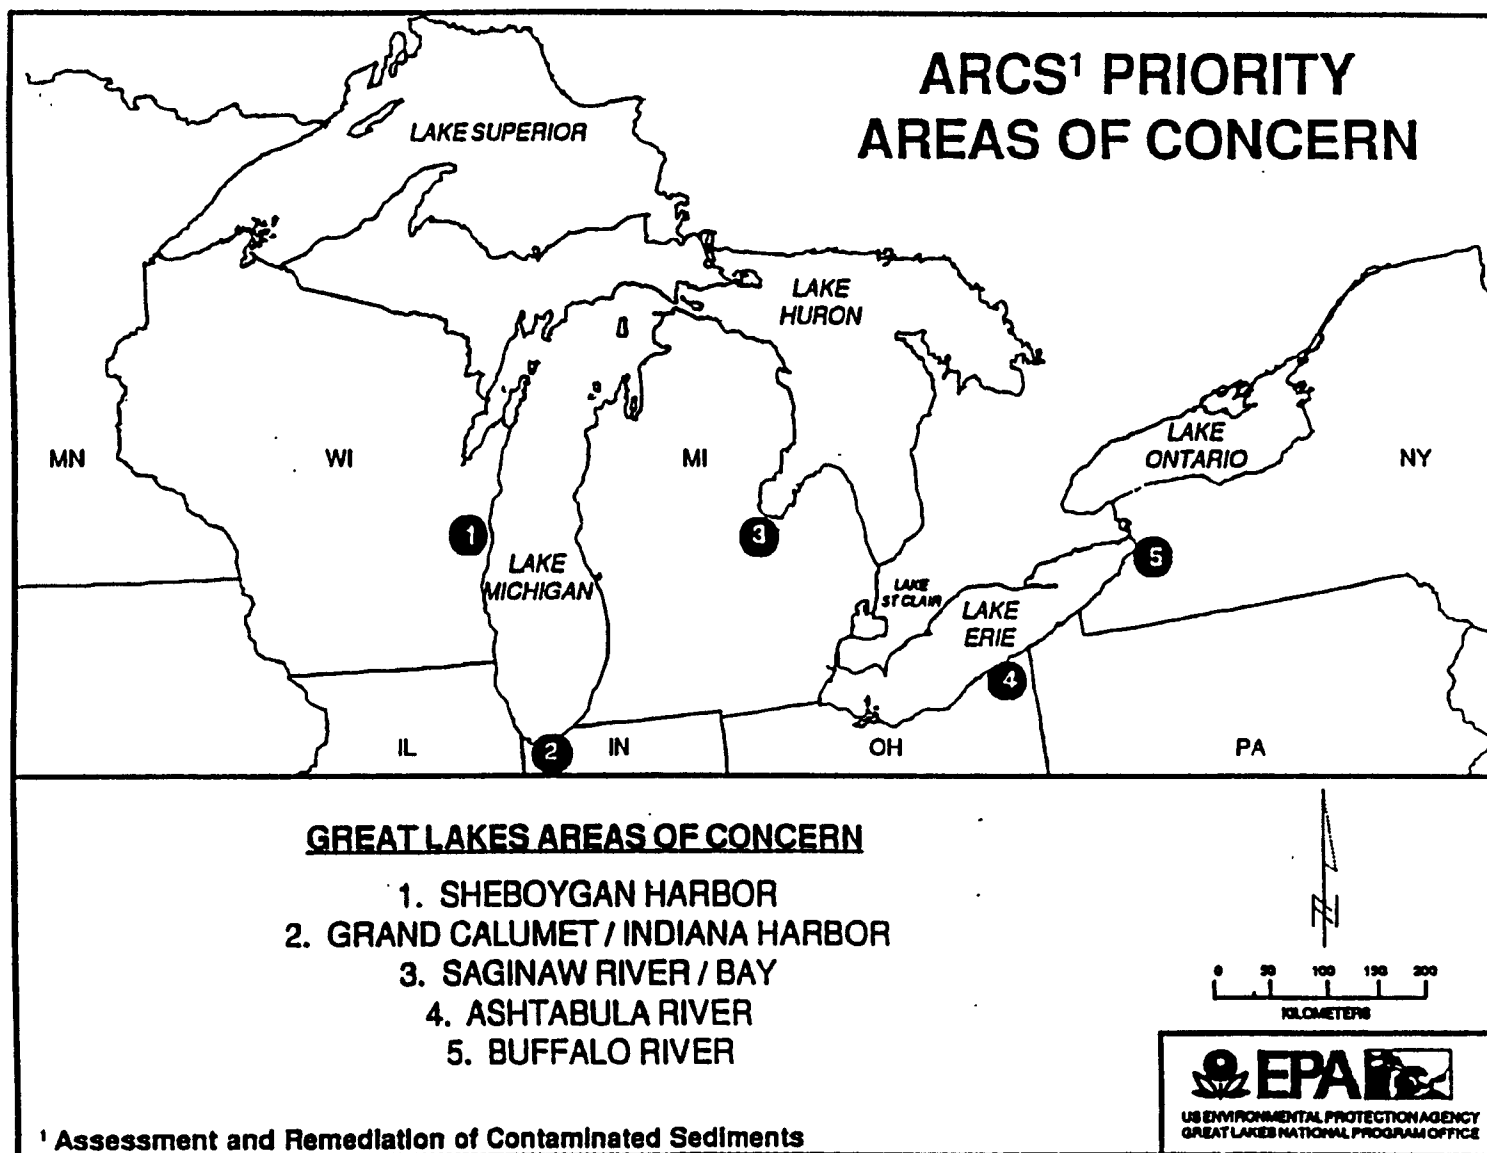 ARCS¹ PRIORITY
AREAS OF CONCERN
LAKE SUPERIOR
LAKE
HURON
LAKE
ONTARIO
MN
WI
MI
NY
1
3
5
LAKE
MICHIGAN
LAKE
ST CLAIR
LAKE
ERIE
4
IL
2
IN
OH
PA
GREAT LAKES AREAS OF CONCERN
1. SHEBOYGAN HARBOR
2. GRAND CALUMET / INDIANA HARBOR
3. SAGINAW RIVER / BAY
4. ASHTABULA RIVER
5. BUFFALO RIVER
N
0 50 100 150 200
KILOMETERS
EPA
US ENVIRONMENTAL PROTECTION AGENCY
GREAT LAKES NATIONAL PROGRAM OFFICE
¹ Assessment and Remediation of Contaminated Sediments